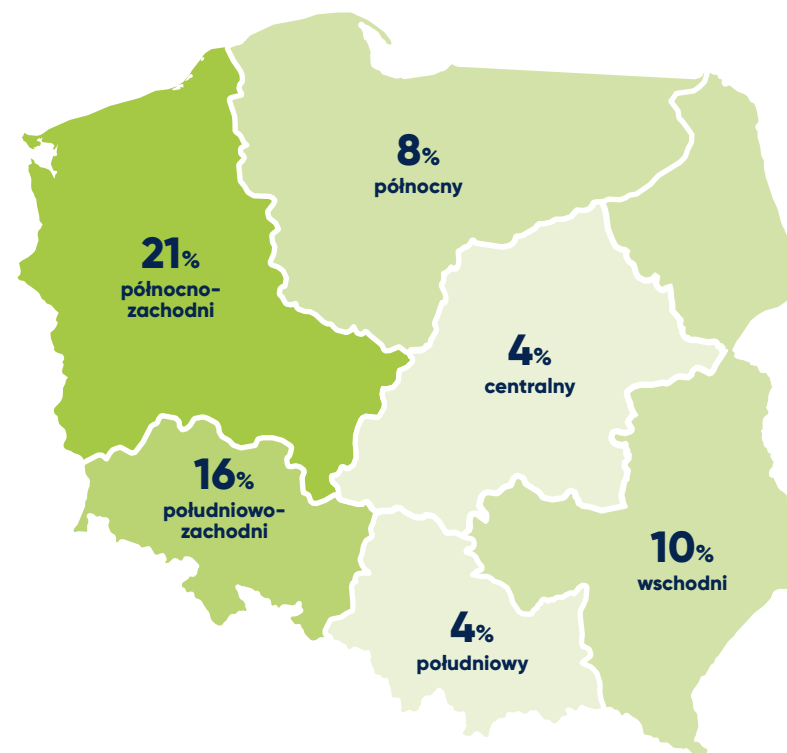 8%
północny
21%
północno-
zachodni
4%
centralny
16%
południowo-
zachodni
10%
wschodni
4%
południowy